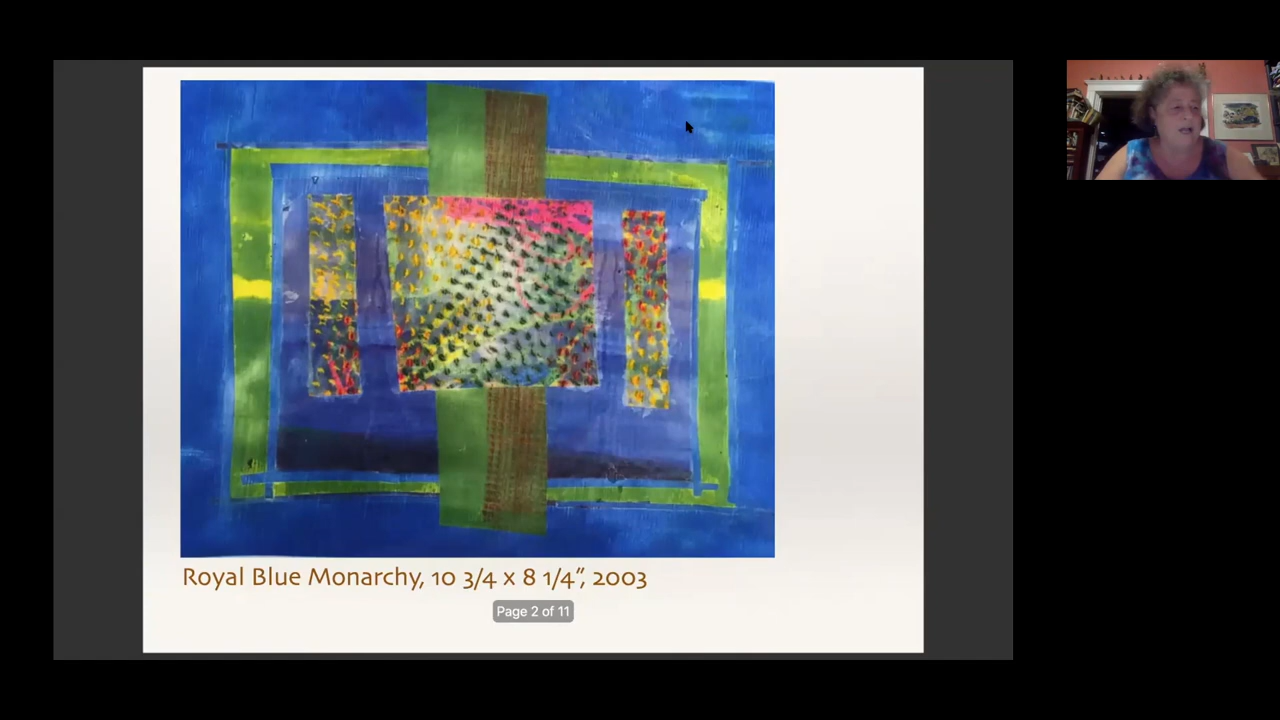 Royal Blue Monarchy, 10 3/4 x 8 1/4”, 2003
Page 2 of 11